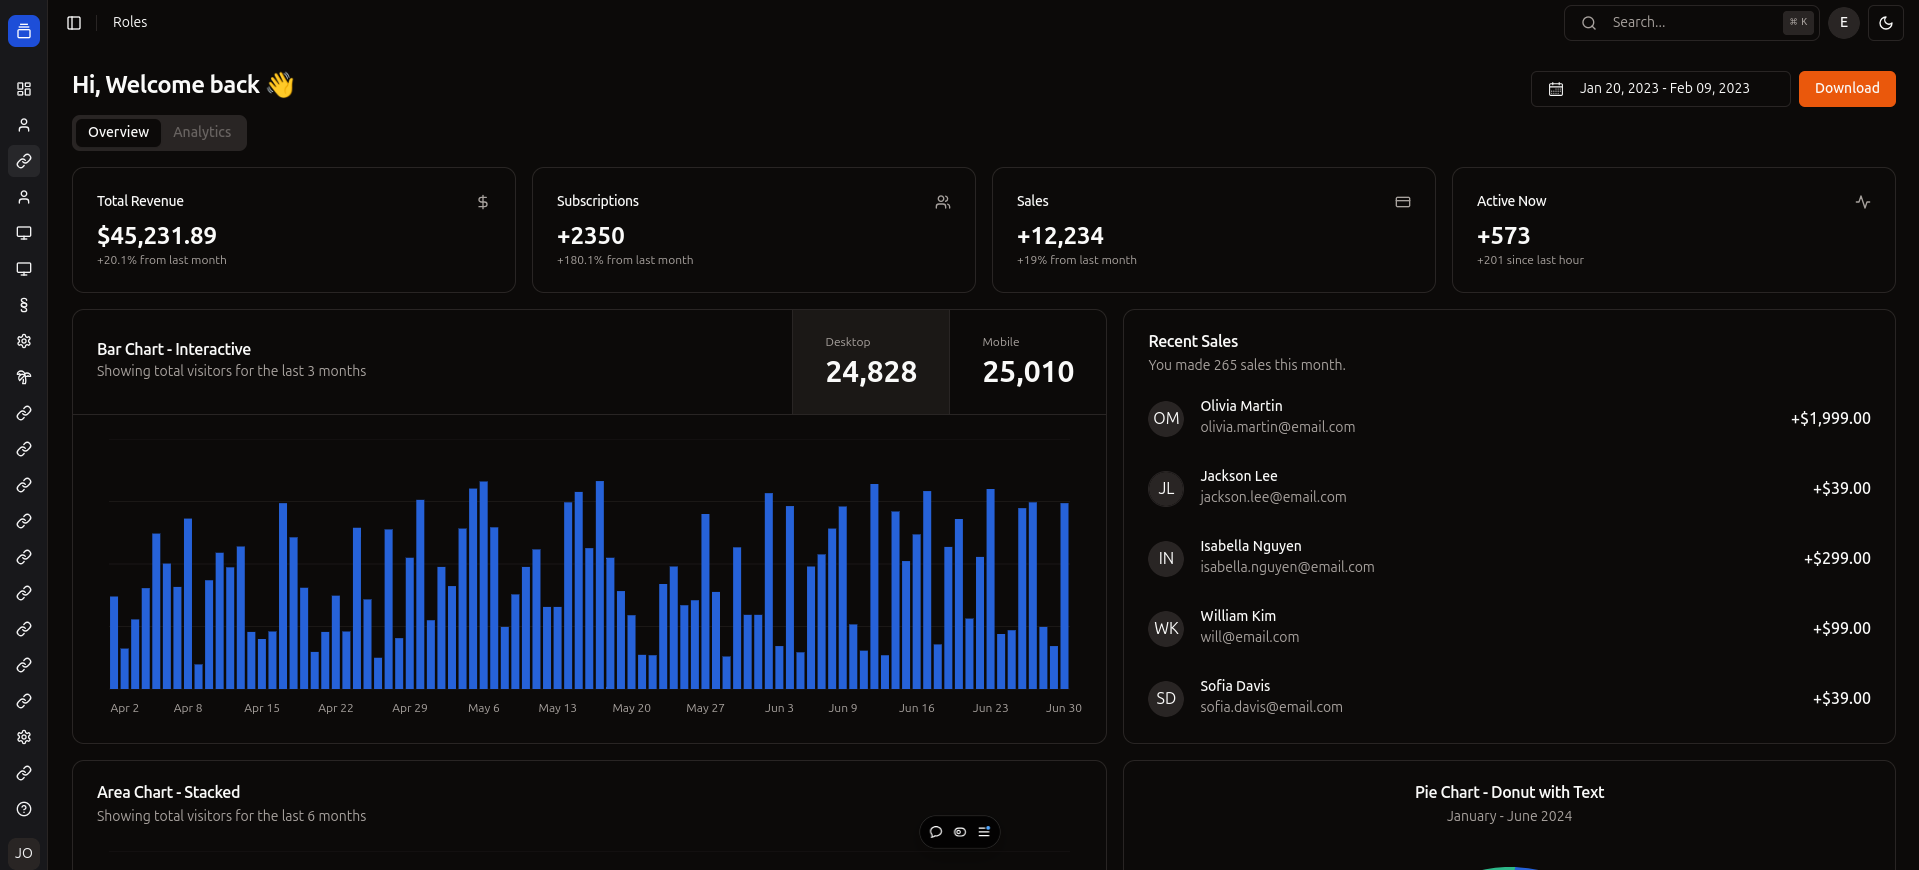 Roles
Search...
⌘ K
E
Hi, Welcome back 👋
Jan 20, 2023 - Feb 09, 2023
Download
Overview
Analytics
Total Revenue
$
$45,231.89
+20.1% from last month
Subscriptions
+2350
+180.1% from last month
Sales
+12,234
+19% from last month
Active Now
+573
+201 since last hour
Bar Chart - Interactive
Showing total visitors for the last 3 months
Desktop
24,828
Mobile
25,010
Apr 2
Apr 8
Apr 15
Apr 22
Apr 29
May 6
May 13
May 20
May 27
Jun 3
Jun 9
Jun 16
Jun 23
Jun 30
Recent Sales
You made 265 sales this month.
OM
Olivia Martin
olivia.martin@email.com
+$1,999.00
JL
Jackson Lee
jackson.lee@email.com
+$39.00
IN
Isabella Nguyen
isabella.nguyen@email.com
+$299.00
WK
William Kim
will@email.com
+$99.00
SD
Sofia Davis
sofia.davis@email.com
+$39.00
Area Chart - Stacked
Showing total visitors for the last 6 months
Pie Chart - Donut with Text
January - June 2024
§
JO